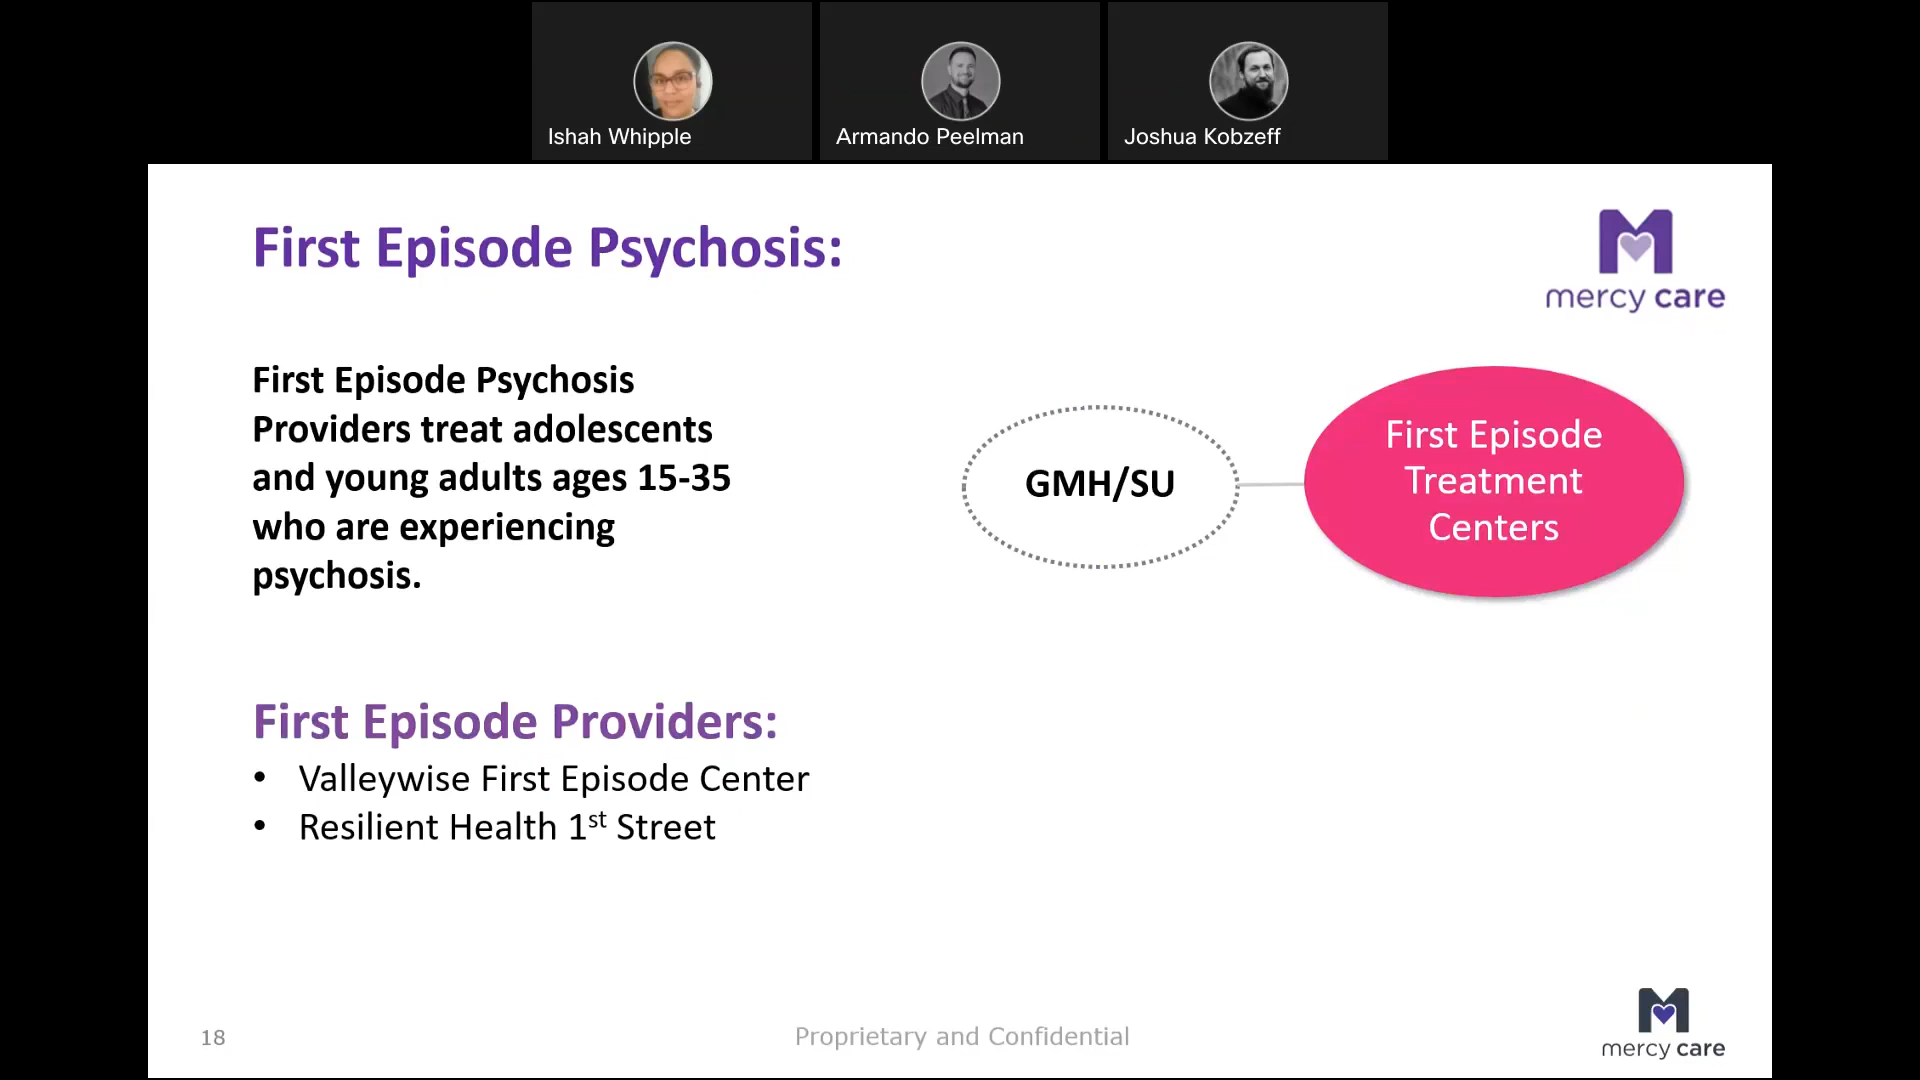 Ishah Whipple
Armando Peelman
Joshua Kobzeff
First Episode Psychosis:
mercy care
First Episode Psychosis
Providers treat adolescents
and young adults ages 15-35
who are experiencing
psychosis.
GMH/SU
First Episode
Treatment
Centers
First Episode Providers:
• Valleywise First Episode Center
• Resilient Health 1st Street
18
Proprietary and Confidential
mercy care